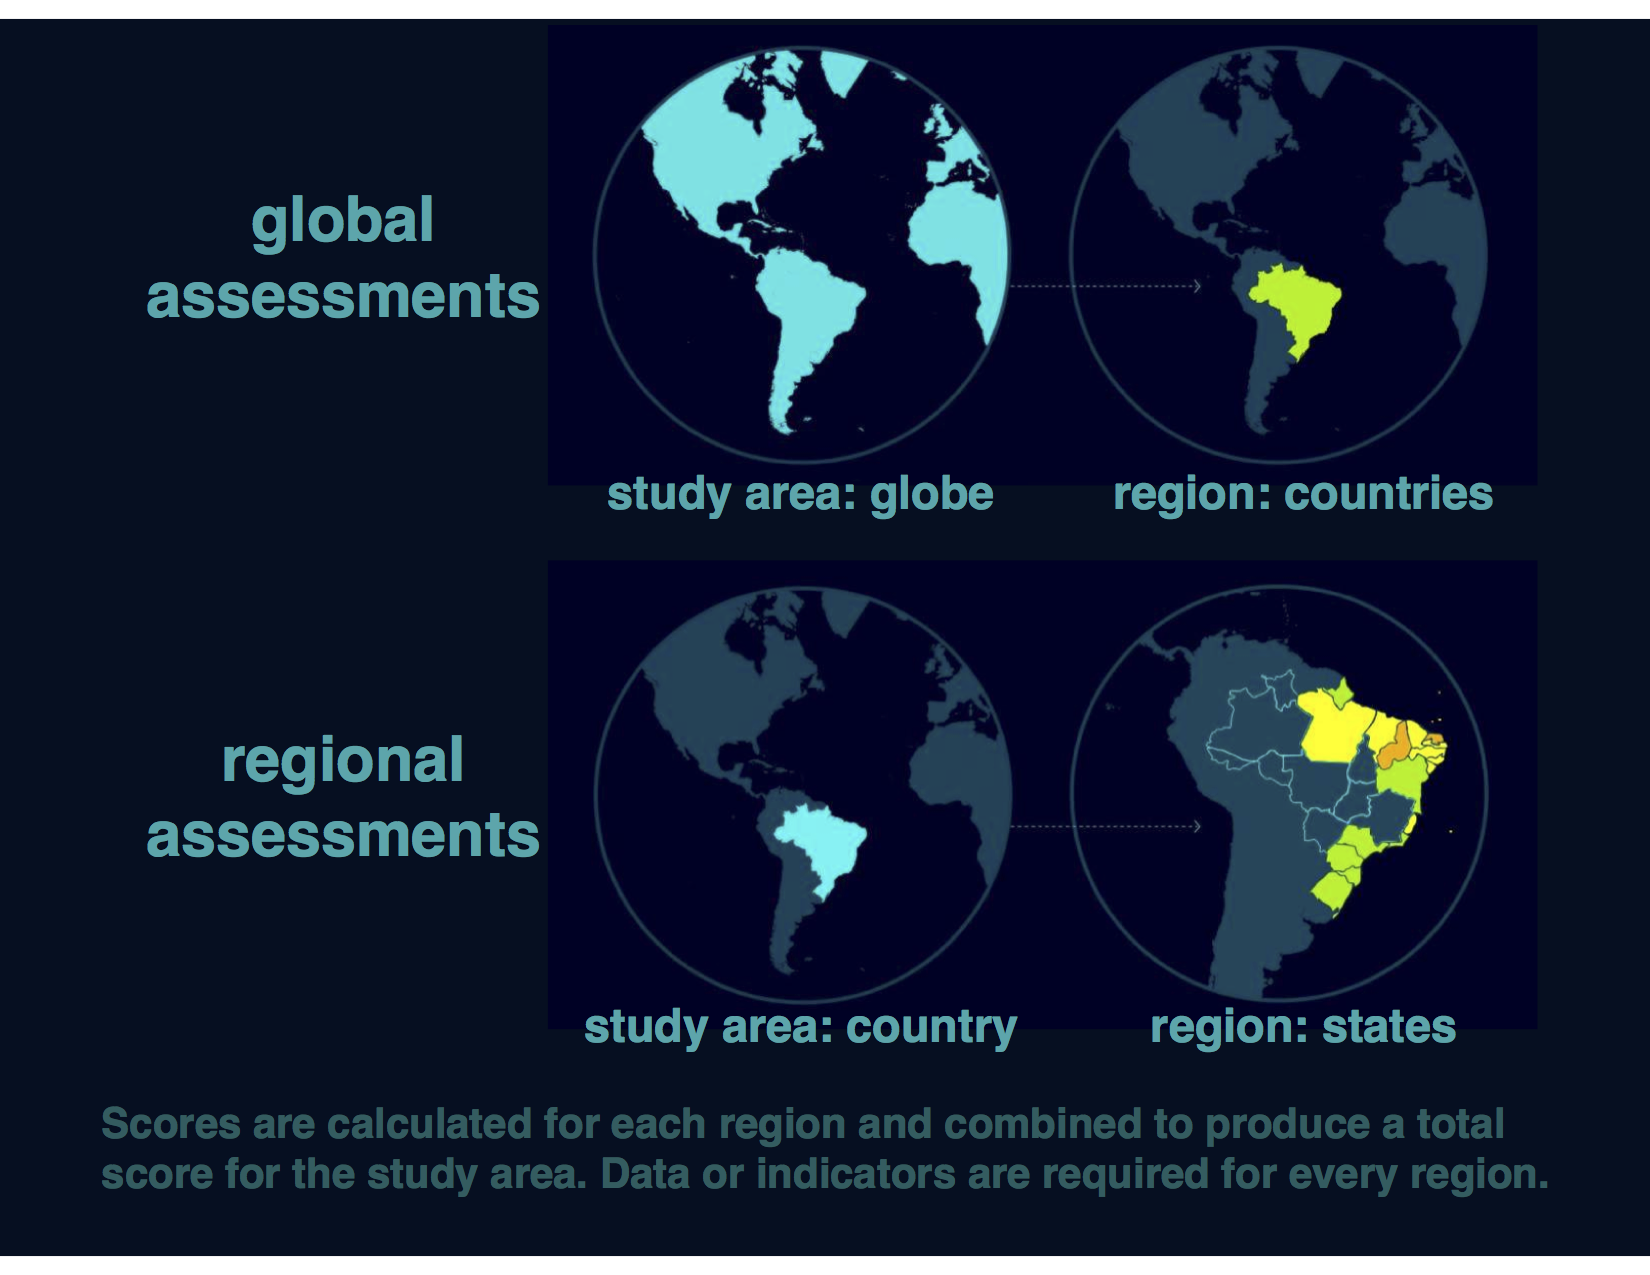 global
assessments
study area: globe
region: countries
regional
assessments
study area: country
region: states
Scores are calculated for each region and combined to produce a total
score for the study area. Data or indicators are required for every region.